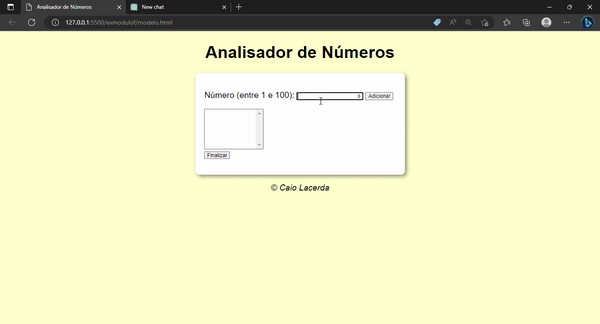 Analisador de Números
New chat
127.0.0.1:5500/exmodulof/modelo.html
Analisador de Números
Número (entre 1 e 100):
Adicionar
Finalizar
© Caio Lacerda